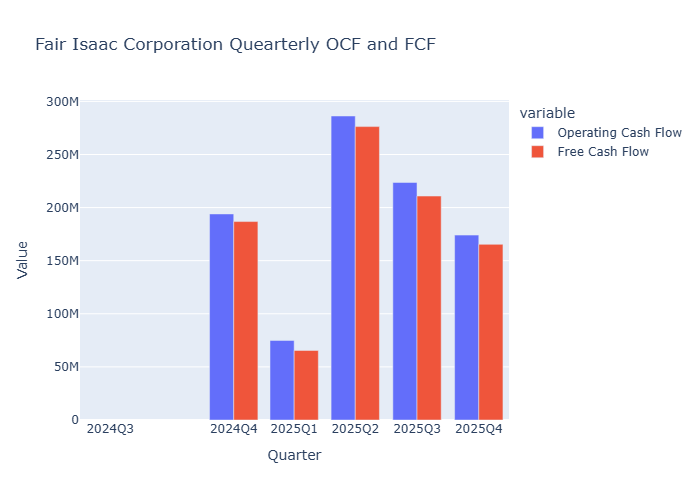 Fair Isaac Corporation Quearterly OCF and FCF
variable
Operating Cash Flow
Free Cash Flow
Value
300M
250M
200M
150M
100M
50M
0
2024Q3 2024Q4 2025Q1 2025Q2 2025Q3 2025Q4
Quarter